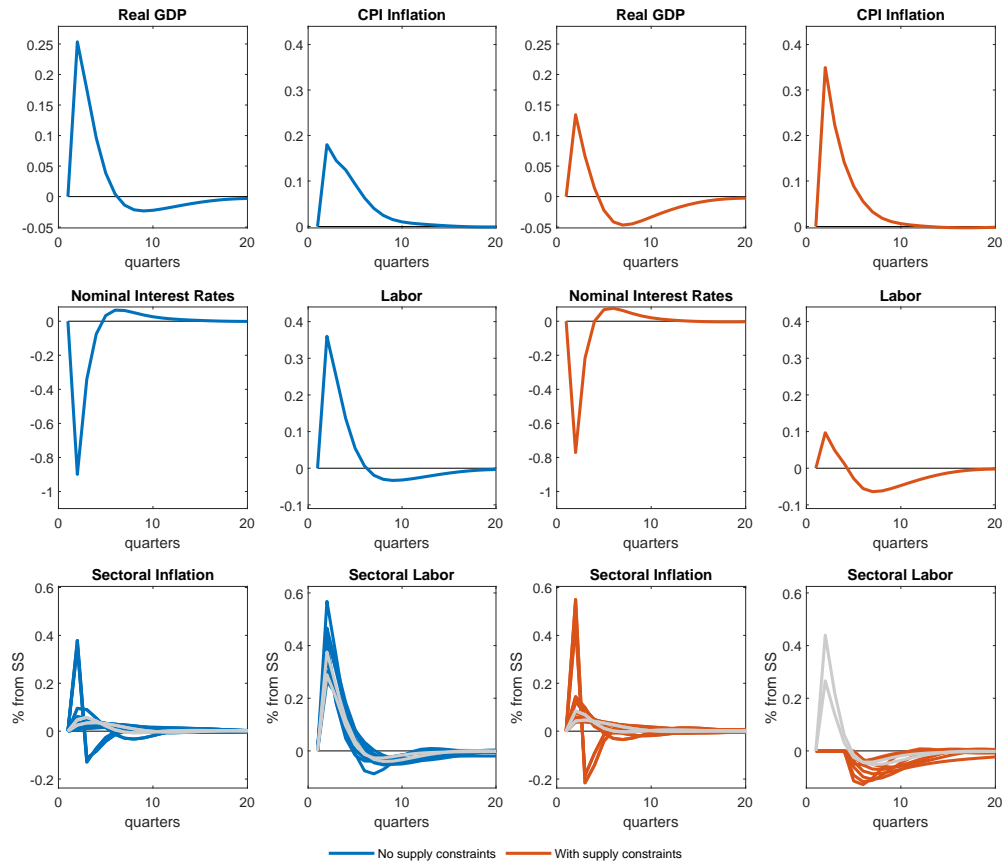 Real GDP
0.25
0.2
0.15
0.1
0.05
0
-0.05
0 10 20
quarters
CPI Inflation
0.4
0.3
0.2
0.1
0
0 10 20
quarters
Real GDP
0.25
0.2
0.15
0.1
0.05
0
-0.05
0 10 20
quarters
CPI Inflation
0.4
0.3
0.2
0.1
0
0 10 20
quarters
Nominal Interest Rates
0
-0.2
-0.4
-0.6
-0.8
-1
0 10 20
quarters
Labor
0.4
0.3
0.2
0.1
0
-0.1
0 10 20
quarters
Nominal Interest Rates
0
-0.2
-0.4
-0.6
-0.8
-1
0 10 20
quarters
Labor
0.4
0.3
0.2
0.1
0
-0.1
0 10 20
quarters
Sectoral Inflation
% from SS
0.6
0.4
0.2
0
-0.2
0 10 20
quarters
Sectoral Labor
% from SS
0.6
0.4
0.2
0
0 10 20
quarters
Sectoral Inflation
% from SS
0.6
0.4
0.2
0
-0.2
0 10 20
quarters
Sectoral Labor
% from SS
0.6
0.4
0.2
0
0 10 20
quarters
No supply constraints
With supply constraints